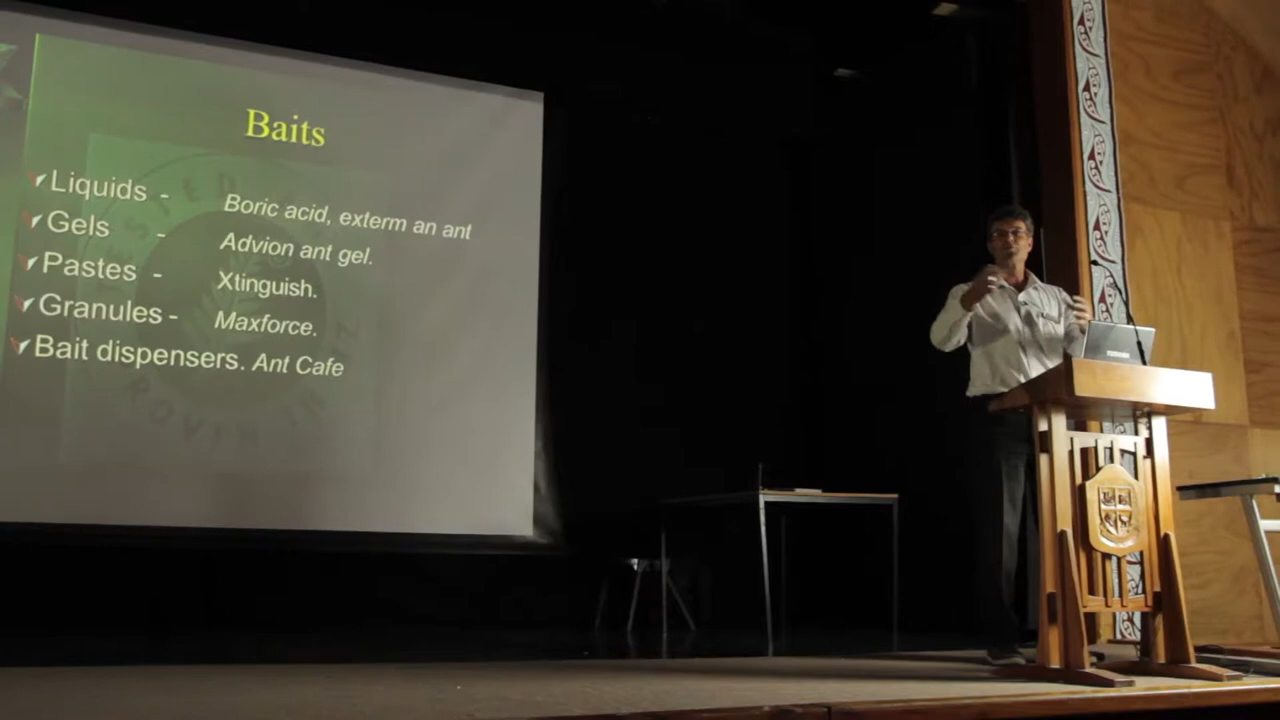 Baits
Liquids - Boric acid, exterm an ant
Gels - Advion ant gel.
Pastes - Xtinguish.
Granules - Maxforce.
Bait dispensers. Ant Cafe
TOSHIBA